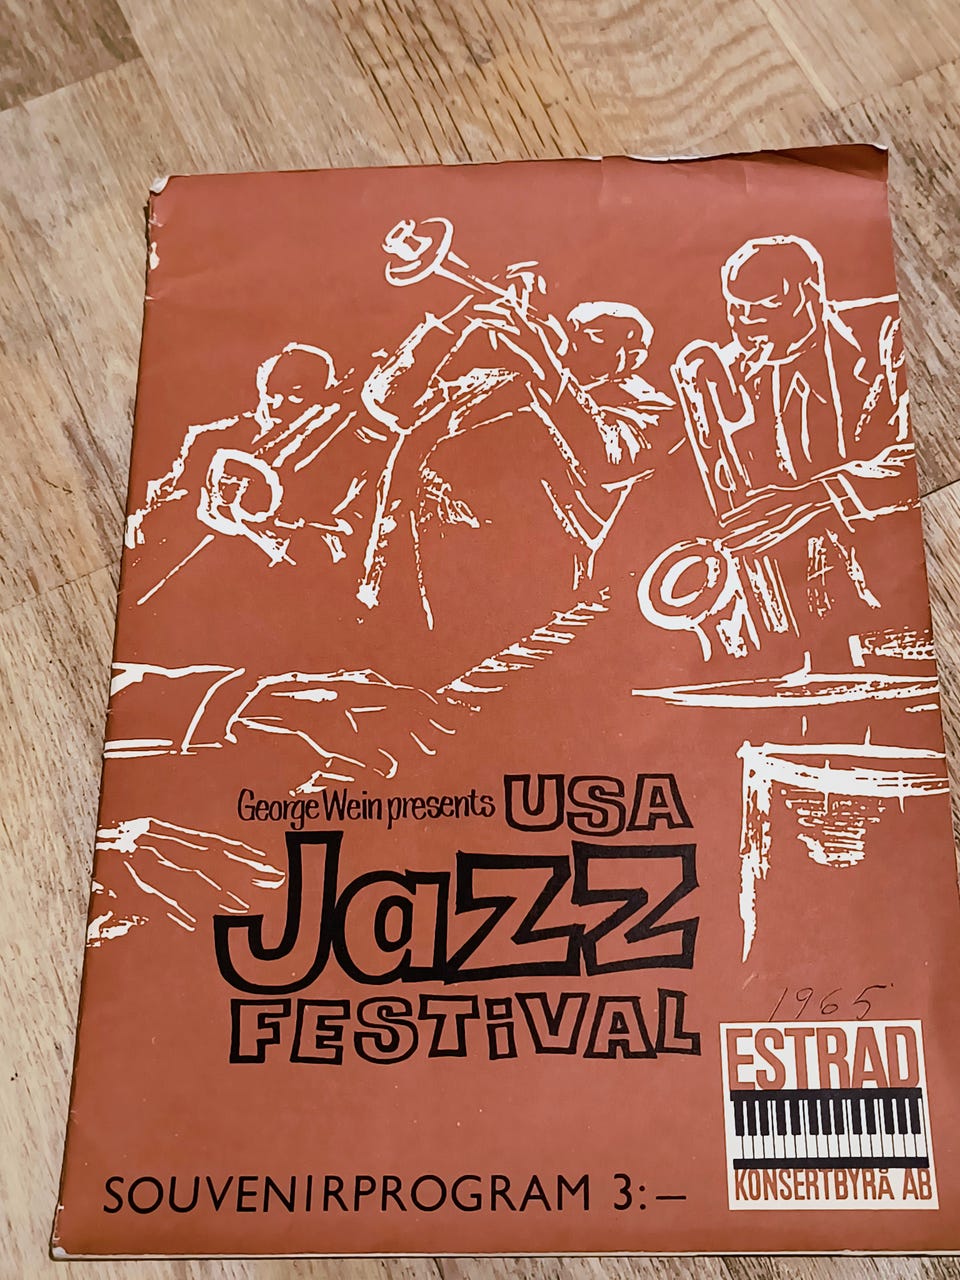 George Wein presents USA
Jazz
FESTiVAL
1965
ESTRAD
KONSERTBYRÅ AB
SOUVENIRPROGRAM 3:–